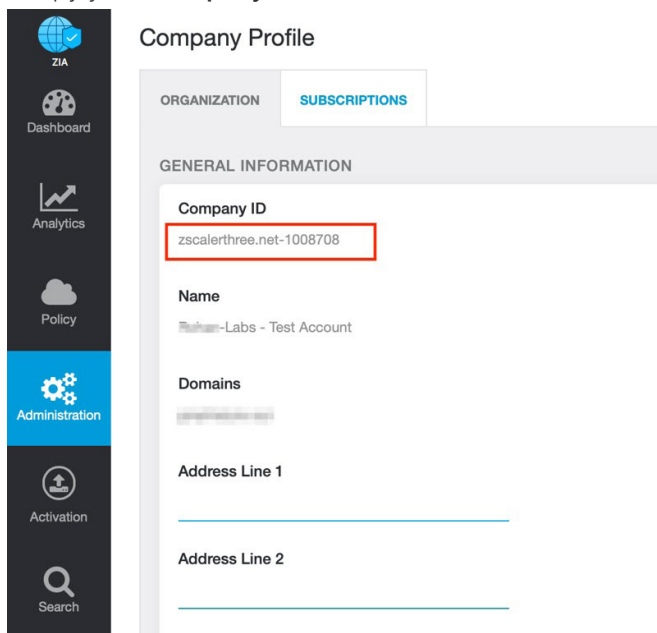 ZIA
Dashboard
Analytics
Policy
Administration
Activation
Search
Company Profile
ORGANIZATION
SUBSCRIPTIONS
GENERAL INFORMATION
Company ID
zscalerthree.net-1008708
Name
-Labs - Test Account
Domains
Address Line 1
Address Line 2